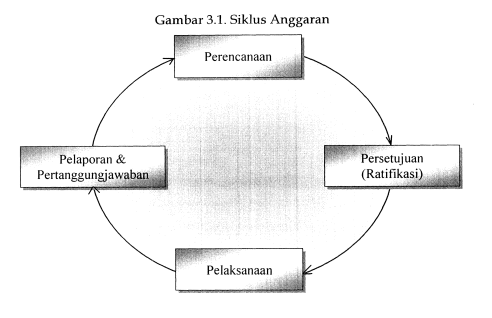 Gambar 3.1. Siklus Anggaran
Perencanaan
Persetujuan
(Ratifikasi)
Pelaksanaan
Pelaporan &
Pertanggungjawaban